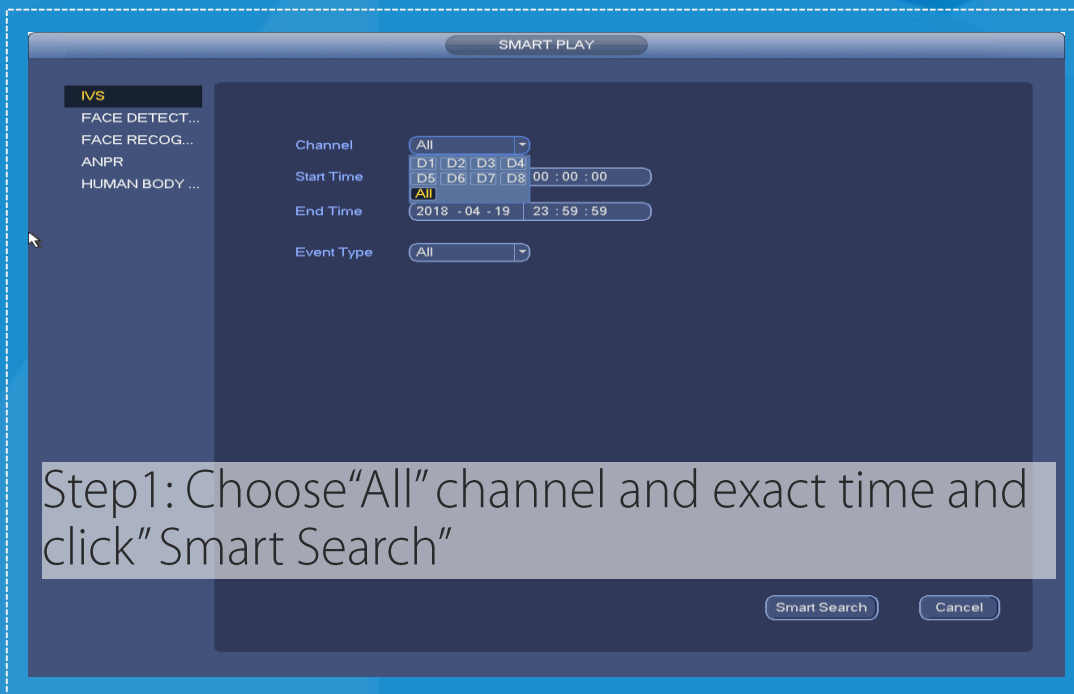 SMART PLAY
IVS
FACE DETECT...
FACE RECOG...
ANPR
HUMAN BODY ...
Channel All
D1 D2 D3 D4
Start Time D5 D6 D7 D8 00 : 00 : 00
All
End Time 2018 - 04 - 19 23 : 59 : 59
Event Type All
Step1: Choose“All” channel and exact time and
click” Smart Search”
Smart Search Cancel